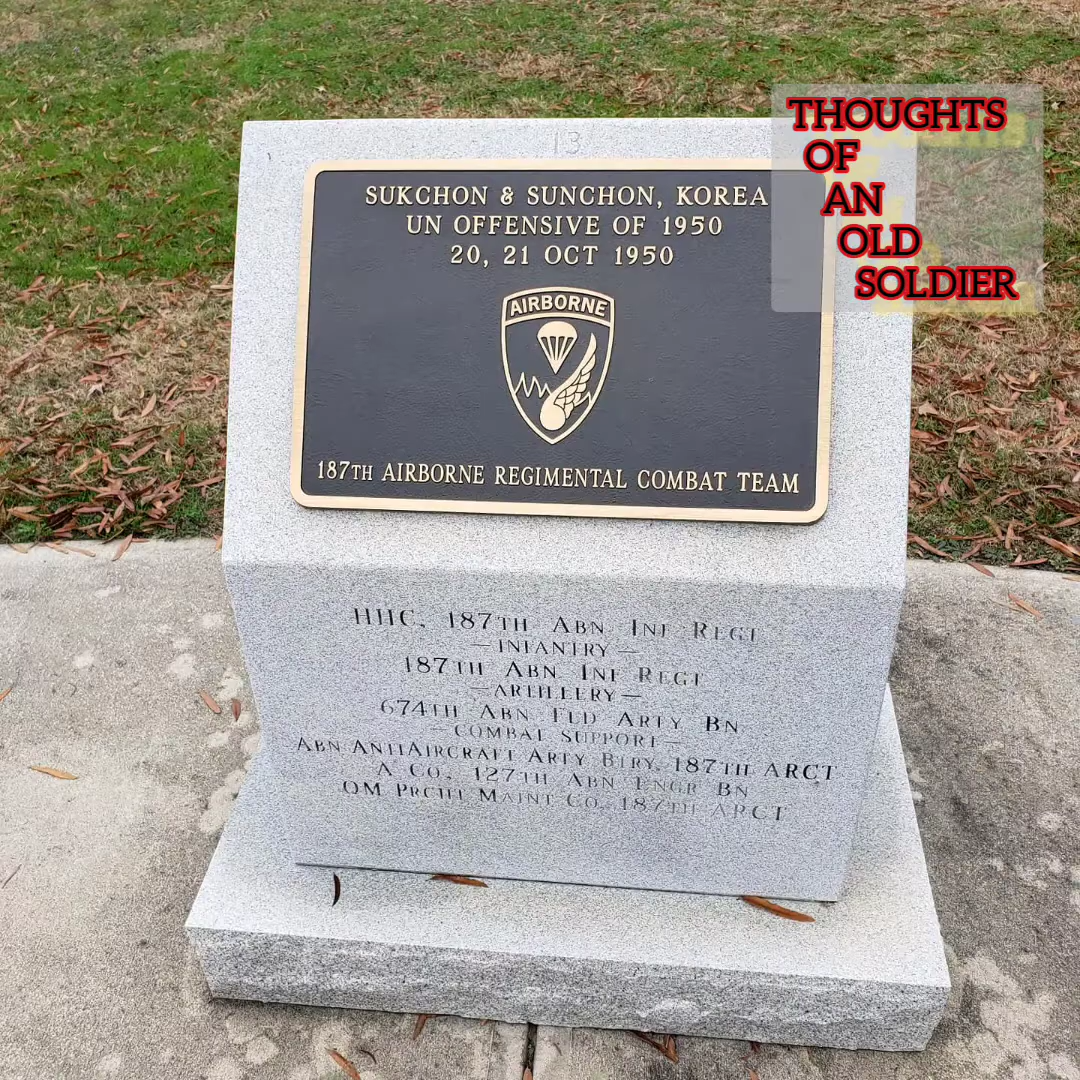 13
SUKCHON & SUNCHON, KOREA
UN OFFENSIVE OF 1950
20, 21 OCT 1950
AIRBORNE
187TH AIRBORNE REGIMENTAL COMBAT TEAM
HHC, 187TH ABN INF REGT
—INFANTRY—
187TH ABN INF REGT
—ARTILLERY—
674TH ABN FLD ARTY BN
—COMBAT SUPPORT—
ABN ANTIAIRCRAFT ARTY BTRY, 187TH ARCT
A CO, 127TH ABN ENGR BN
QM PRCHT MAINT CO, 187TH ARCT
THOUGHTS
OF
AN
OLD
SOLDIER